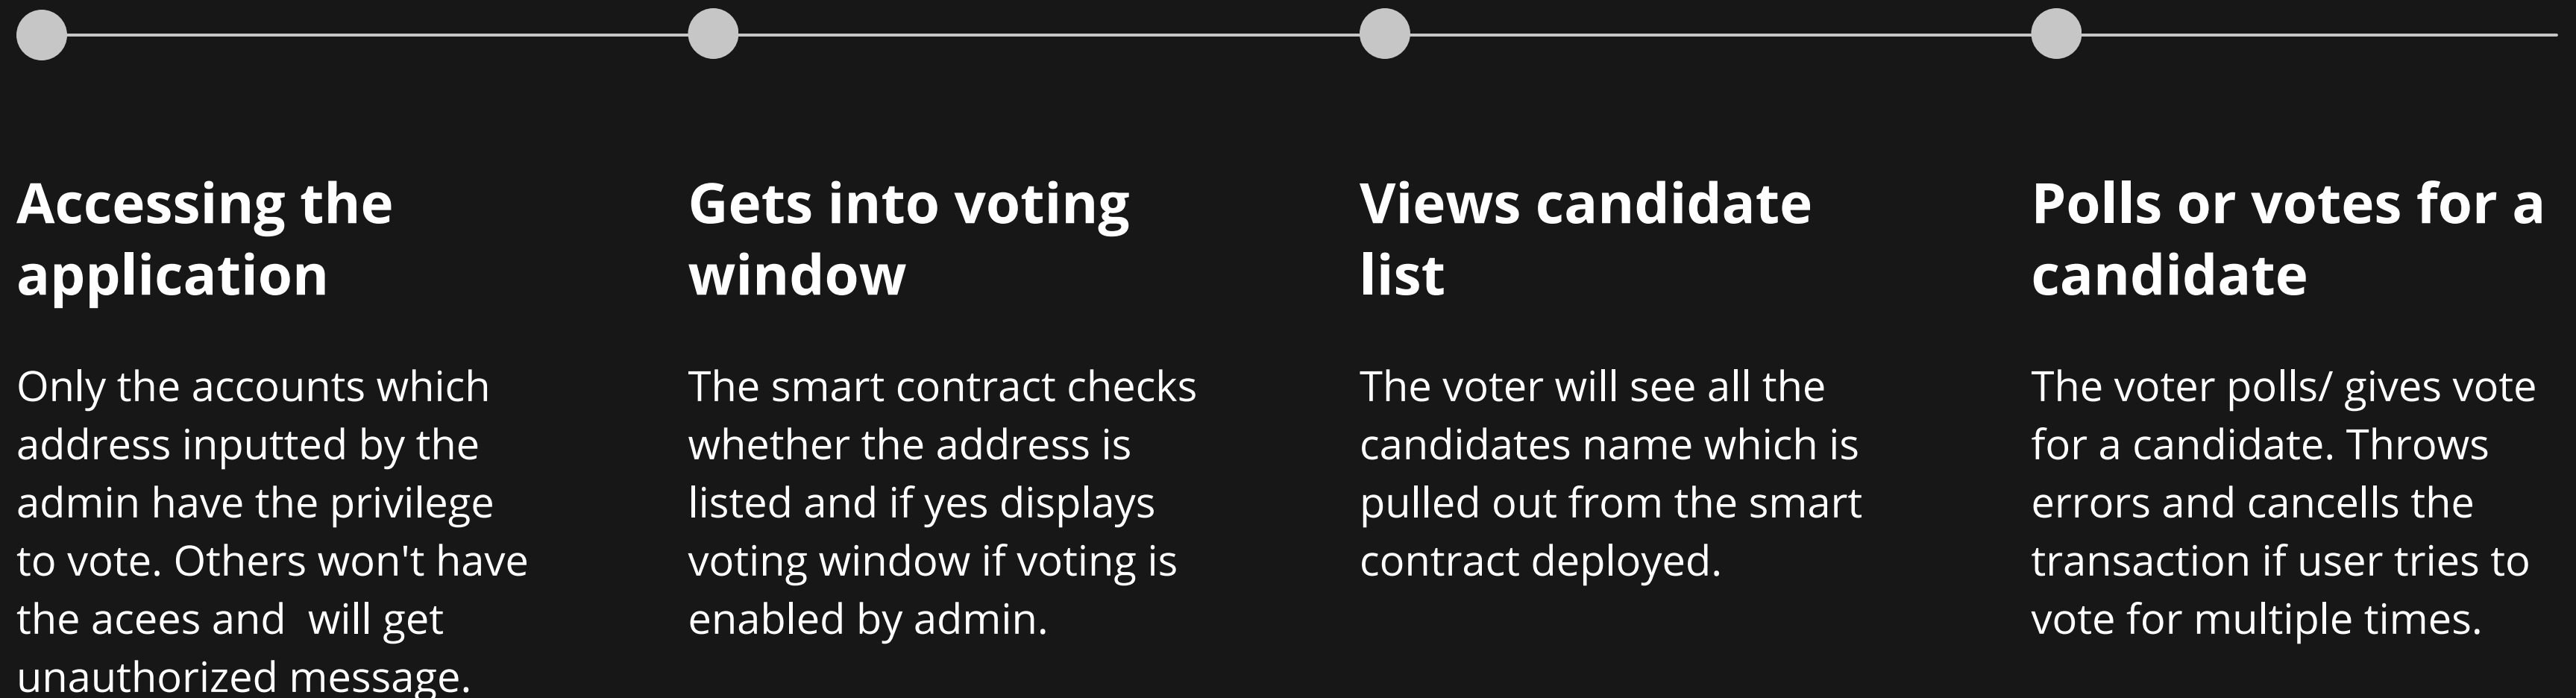 Accessing the
application
Only the accounts which
address inputted by the
admin have the privilege
to vote. Others won't have
the acees and  will get
unauthorized message.
Gets into voting
window
The smart contract checks
whether the address is
listed and if yes displays
voting window if voting is
enabled by admin.
Views candidate
list
The voter will see all the
candidates name which is
pulled out from the smart
contract deployed.
Polls or votes for a
candidate
The voter polls/ gives vote
for a candidate. Throws
errors and cancells the
transaction if user tries to
vote for multiple times.